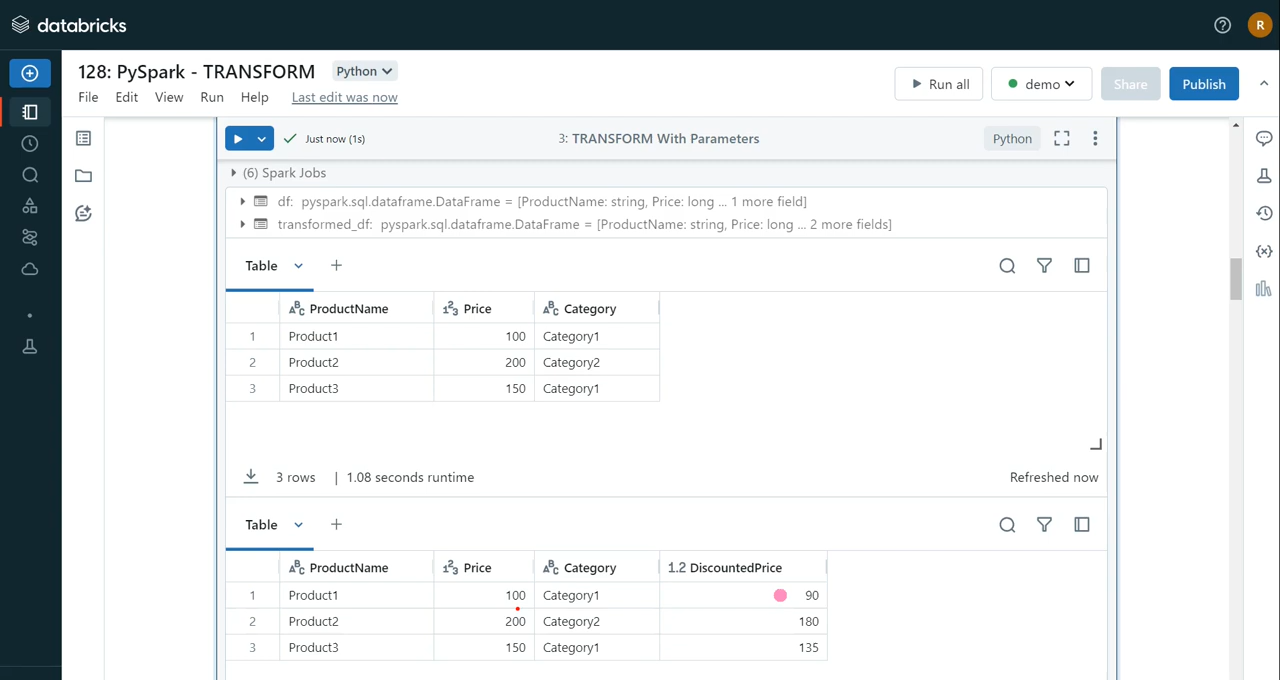 databricks
R
128: PySpark - TRANSFORM Python
File Edit View Run Help Last edit was now
Run all demo Share Publish
Just now (1s) 3: TRANSFORM With Parameters Python
(6) Spark Jobs
df: pyspark.sql.dataframe.DataFrame = [ProductName: string, Price: long ... 1 more field]
transformed_df: pyspark.sql.dataframe.DataFrame = [ProductName: string, Price: long ... 2 more fields]
Table
ProductName Price Category
1 Product1 100 Category1
2 Product2 200 Category2
3 Product3 150 Category1
3 rows | 1.08 seconds runtime Refreshed now
Table
ProductName Price Category 1.2 DiscountedPrice
1 Product1 100 Category1 90
2 Product2 200 Category2 180
3 Product3 150 Category1 135